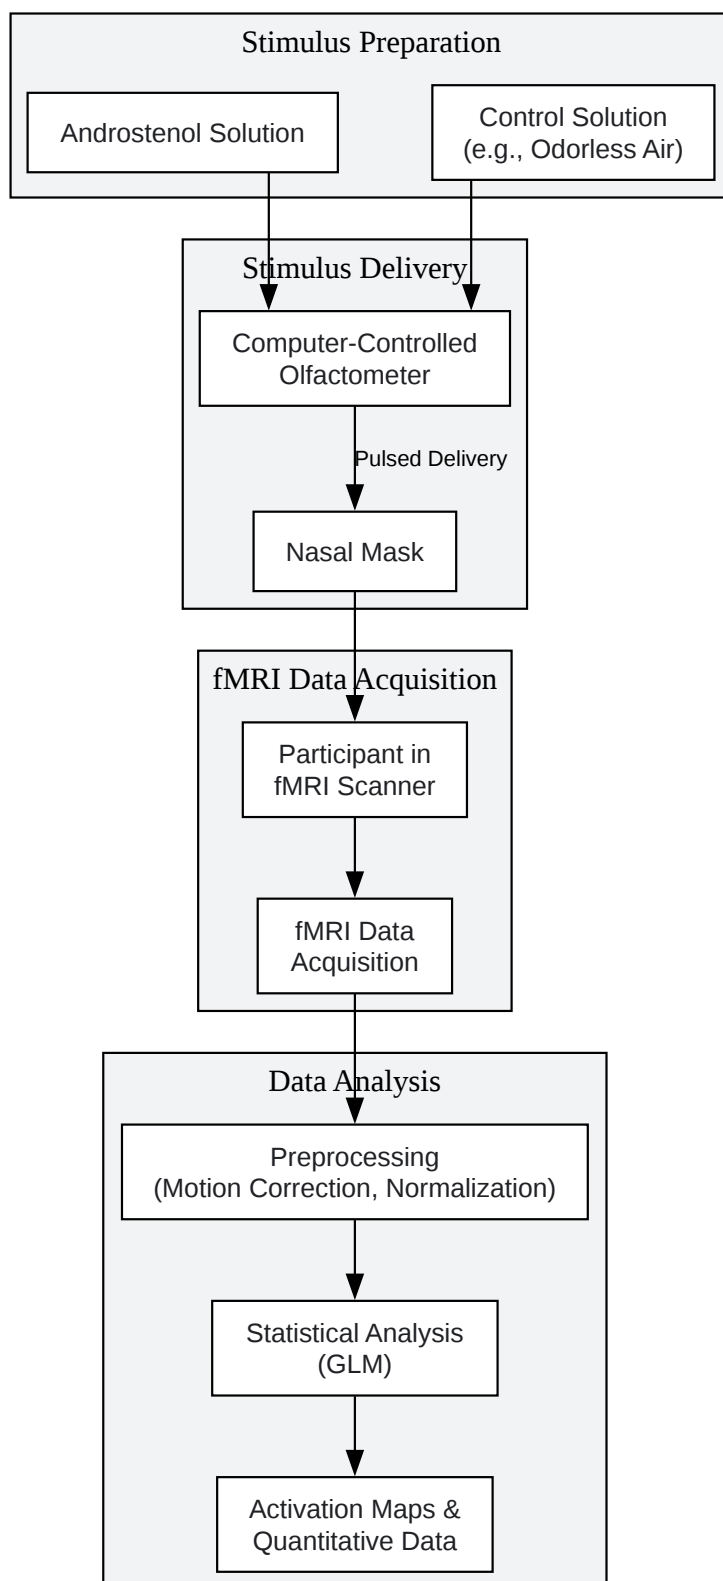 Stimulus Preparation
Androstenol Solution
Control Solution
(e.g., Odorless Air)
Stimulus Delivery
Computer-Controlled
Olfactometer
Pulsed Delivery
Nasal Mask
fMRI Data Acquisition
Participant in
fMRI Scanner
fMRI Data
Acquisition
Data Analysis
Preprocessing
(Motion Correction, Normalization)
Statistical Analysis
(GLM)
Activation Maps &
Quantitative Data